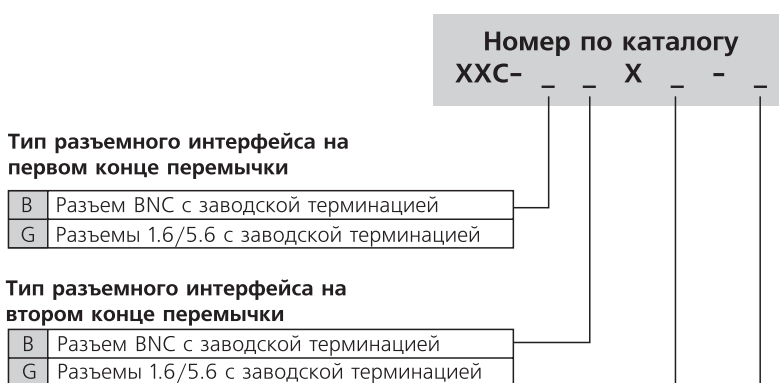 Номер по каталогу
XXC- _ _ X _ - _
Тип разъемного интерфейса на
первом конце перемычки
B Разъем BNC с заводской терминацией
G Разъемы 1.6/5.6 с заводской терминацией
Тип разъемного интерфейса на
втором конце перемычки
B Разъем BNC с заводской терминацией
G Разъемы 1.6/5.6 с заводской терминацией